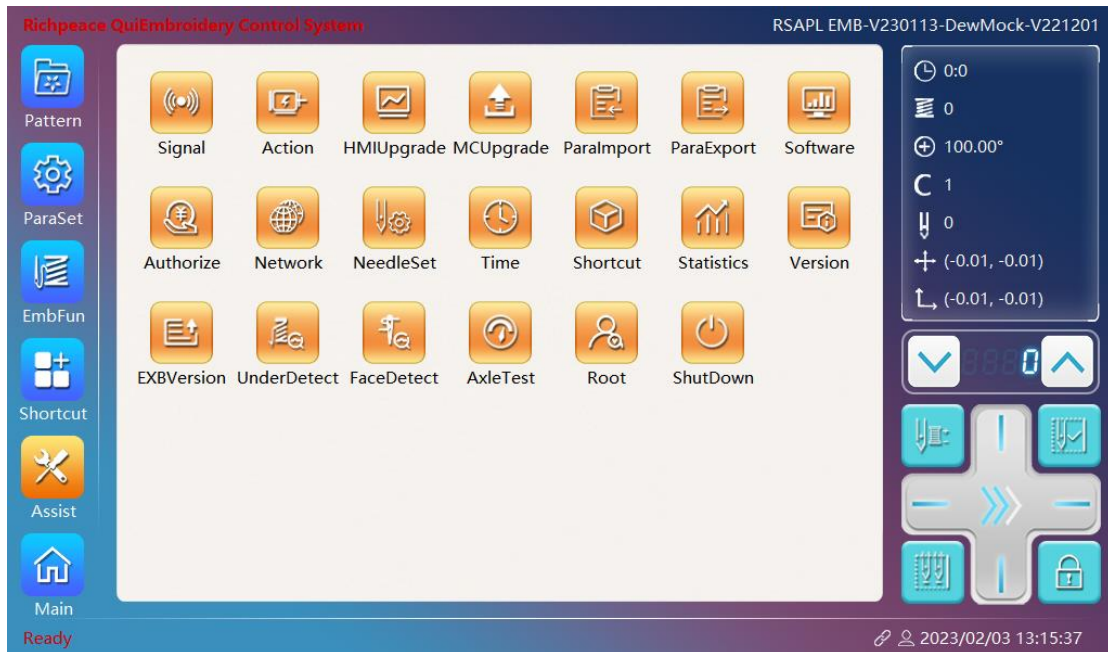 Richpeace QuiEmbroidery Control System
RSAPL EMB-V230113-DewMock-V221201
Pattern
ParaSet
EmbFun
Shortcut
Assist
Main
Signal Action HMIUpgrade MCUpgrade ParaImport ParaExport Software
Authorize Network NeedleSet Time Shortcut Statistics Version
EXBVersion UnderDetect FaceDetect AxleTest Root ShutDown
0:0
0
100.00°
C 1
0
(-0.01, -0.01)
(-0.01, -0.01)
0
Ready
2023/02/03 13:15:37